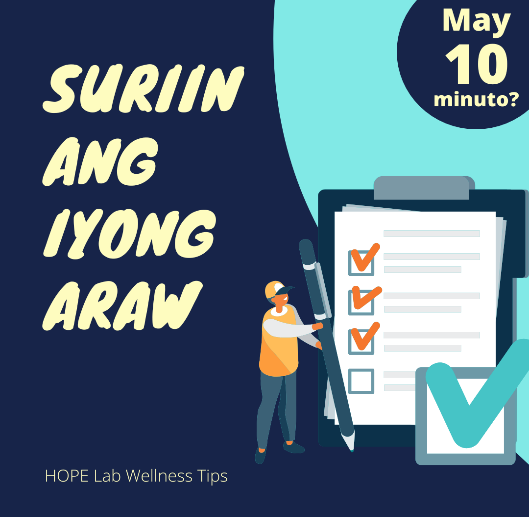 May
10
minuto?
SURIIN
ANG
IYONG
ARAW
HOPE Lab Wellness Tips